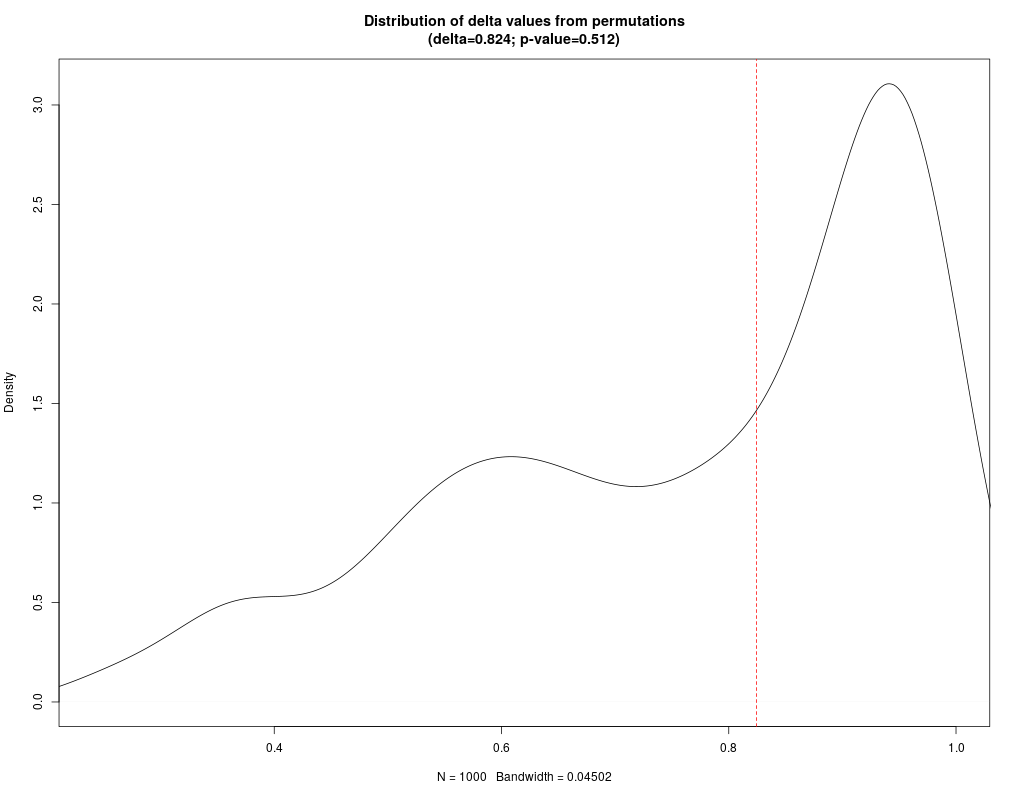 Distribution of delta values from permutations
(delta=0.824; p-value=0.512)
Density
3.0
2.5
2.0
1.5
1.0
0.5
0.0
0.4
0.6
0.8
1.0
N = 1000   Bandwidth = 0.04502